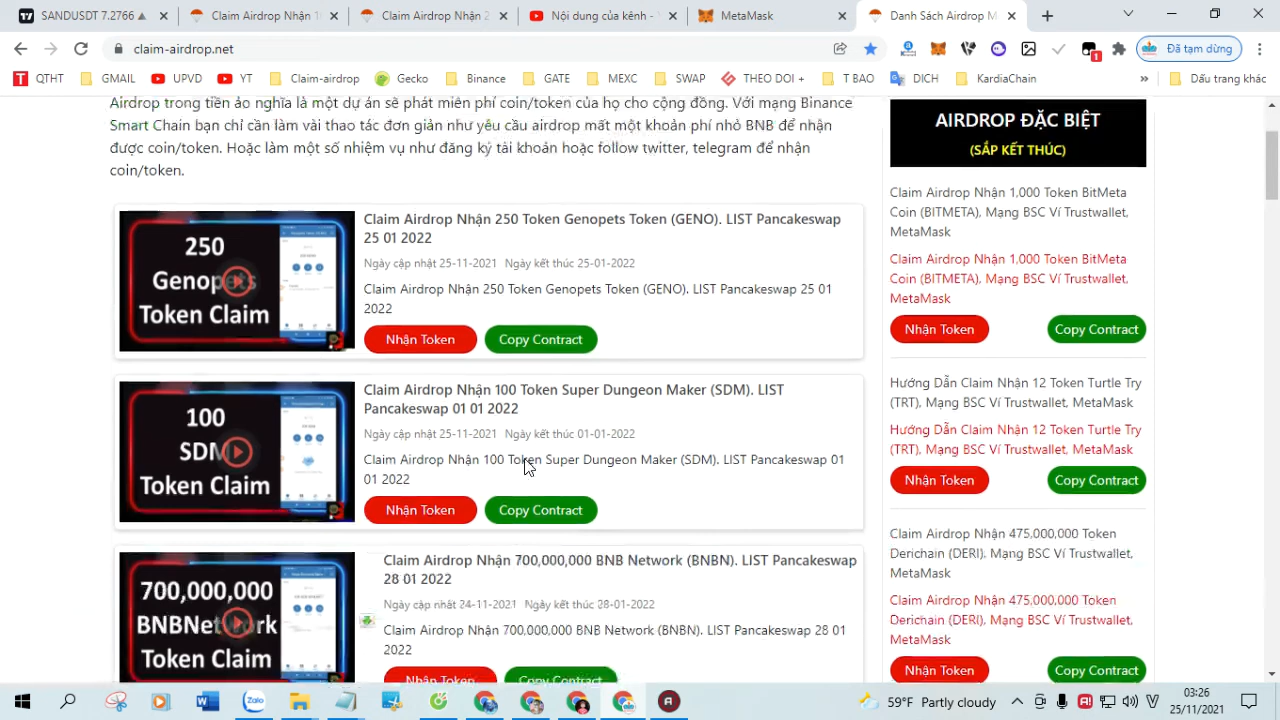 SANDUSDT 7.2766 ▲
Claim Airdrop Nhận 1
Claim Airdrop Nhận 2
Nội dung của kênh -
MetaMask
Danh Sách Airdrop M
claim-airdrop.net
1
Đã tạm dừng
QTHT
GMAIL
UPVD
YT
Claim-airdrop
Gecko
Binance
GATE
MEXC
SWAP
THEO DOI +
T BAO
DICH
KardiaChain
»
Dấu trang khác
Airdrop trong tiền ảo nghĩa là một dự án sẽ phát miễn phí coin/token của họ cho cộng đồng. Với mạng Binance
Smart Chain bạn chỉ cần làm vài thao tác đơn giản như yêu cầu airdrop mất một khoản phí nhỏ BNB để nhận
được coin/token. Hoặc làm một số nhiệm vụ như đăng ký tài khoản hoặc follow twitter, telegram để nhận
coin/token.
250
Genopets
Token Claim
Claim Airdrop Nhận 250 Token Genopets Token (GENO). LIST Pancakeswap
25 01 2022
Ngày cập nhật 25-11-2021 Ngày kết thúc 25-01-2022
Claim Airdrop Nhận 250 Token Genopets Token (GENO). LIST Pancakeswap 25 01
2022
Nhận Token
Copy Contract
100
SDM
Token Claim
Claim Airdrop Nhận 100 Token Super Dungeon Maker (SDM). LIST
Pancakeswap 01 01 2022
Ngày cập nhật 25-11-2021 Ngày kết thúc 01-01-2022
Claim Airdrop Nhận 100 Token Super Dungeon Maker (SDM). LIST Pancakeswap 01
01 2022
Nhận Token
Copy Contract
700,000,000
BNBNetwork
Token Claim
Claim Airdrop Nhận 700,000,000 BNB Network (BNBN). LIST Pancakeswap
28 01 2022
Ngày cập nhật 24-11-2021 Ngày kết thúc 28-01-2022
Claim Airdrop Nhận 700,000,000 BNB Network (BNBN). LIST Pancakeswap 28 01
2022
Nhận Token
Copy Contract
AIRDROP ĐẶC BIỆT
(SẮP KẾT THÚC)
Claim Airdrop Nhận 1,000 Token BitMeta
Coin (BITMETA), Mạng BSC Ví Trustwallet,
MetaMask
Claim Airdrop Nhận 1,000 Token BitMeta
Coin (BITMETA), Mạng BSC Ví Trustwallet,
MetaMask
Nhận Token
Copy Contract
Hướng Dẫn Claim Nhận 12 Token Turtle Try
(TRT), Mạng BSC Ví Trustwallet, MetaMask
Hướng Dẫn Claim Nhận 12 Token Turtle Try
(TRT), Mạng BSC Ví Trustwallet, MetaMask
Nhận Token
Copy Contract
Claim Airdrop Nhận 475,000,000 Token
Derichain (DERI). Mạng BSC Ví Trustwallet,
MetaMask
Claim Airdrop Nhận 475,000,000 Token
Derichain (DERI). Mạng BSC Ví Trustwallet,
MetaMask
Nhận Token
Copy Contract
Zalo
59°F Partly cloudy
03:26
25/11/2021